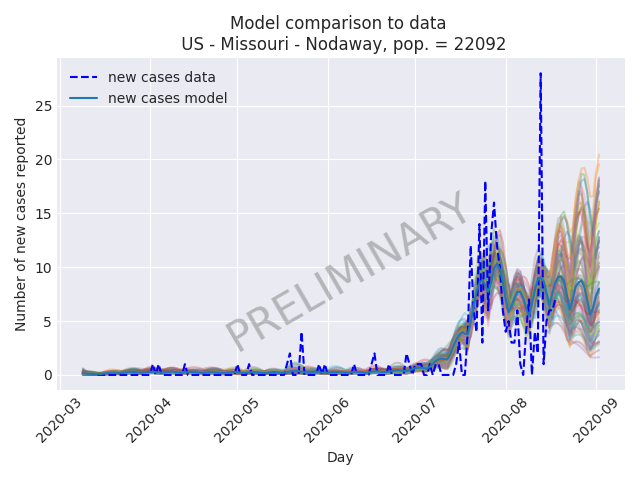 Model comparison to data
US - Missouri - Nodaway, pop. = 22092
new cases data
new cases model
Number of new cases reported
25
20
15
10
5
0
PRELIMINARY
2020-03
2020-04
2020-05
2020-06
2020-07
2020-08
2020-09
Day